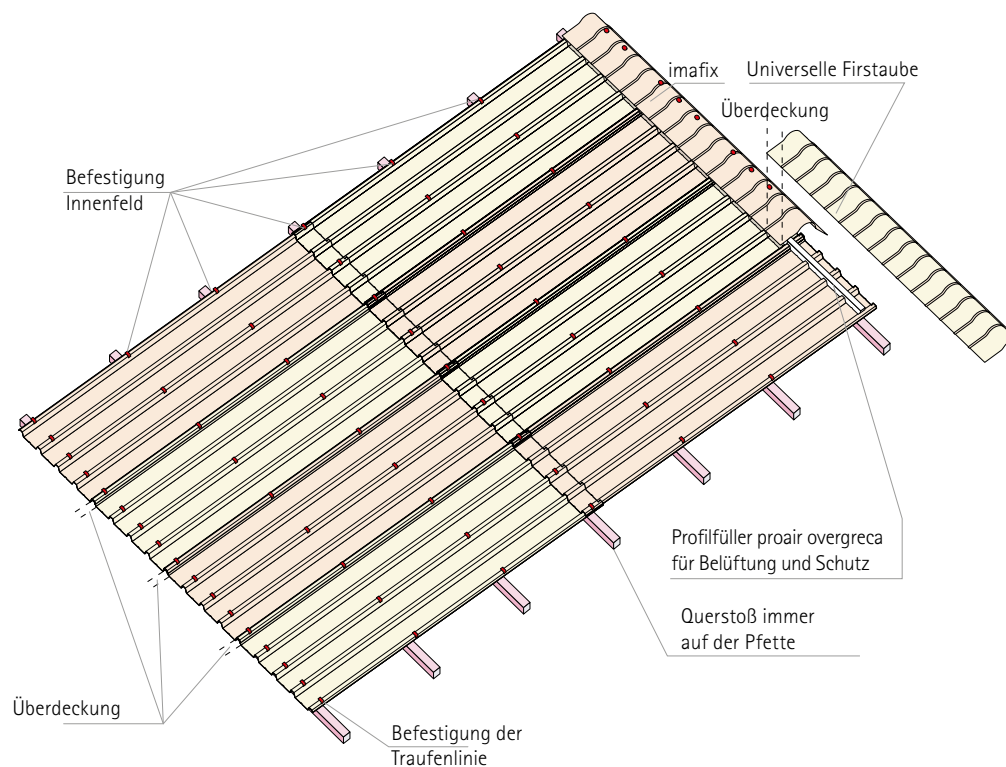 imafix
Universelle Firstaube
Überdeckung
Befestigung
Innenfeld
Profilfüller proair overgreca
für Belüftung und Schutz
Querstoß immer
auf der Pfette
Überdeckung
Befestigung der
Traufenlinie